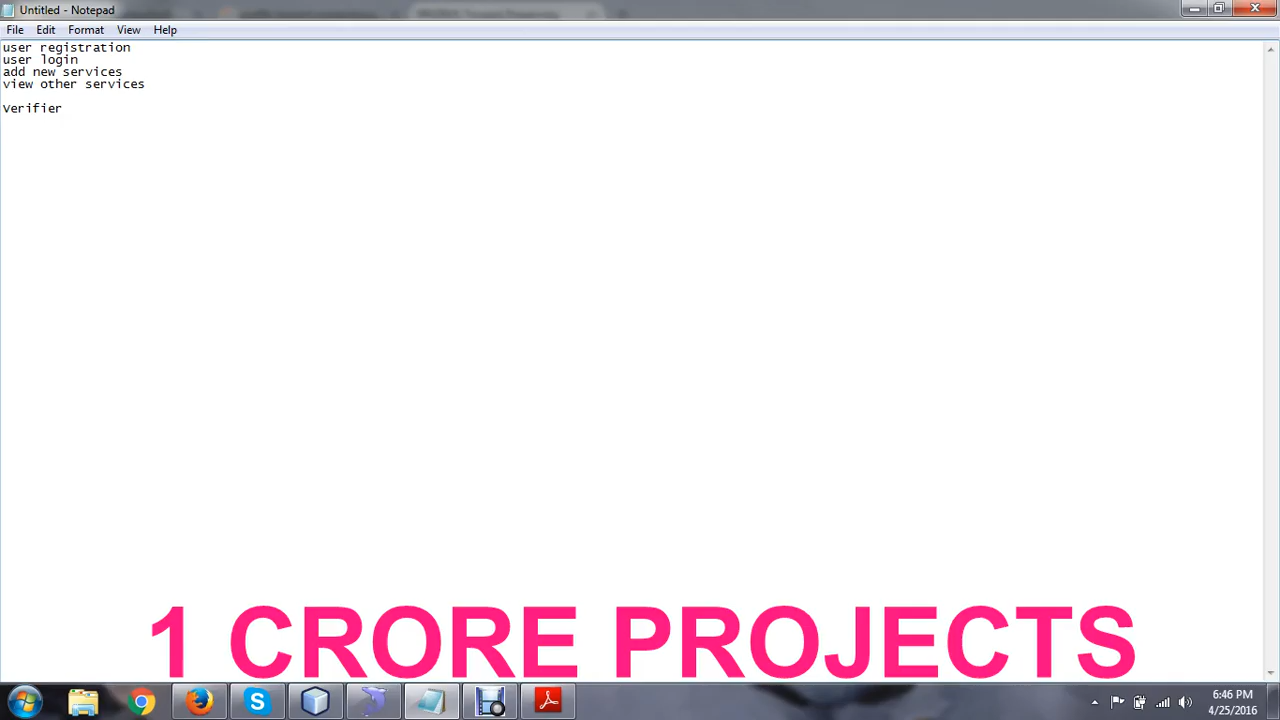 Untitled - Notepad
File Edit Format View Help
user registration
user login
add new services
view other services
Verifier
1 CRORE PROJECTS
6:46 PM
4/25/2016